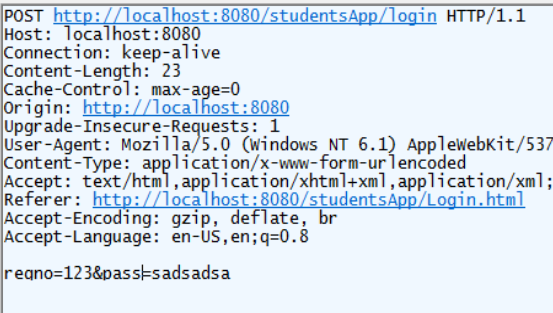 POST http://localhost:8080/studentsApp/login HTTP/1.1
Host: localhost:8080
Connection: keep-alive
Content-Length: 23
Cache-Control: max-age=0
Origin: http://localhost:8080
Upgrade-Insecure-Requests: 1
User-Agent: Mozilla/5.0 (Windows NT 6.1) AppleWebKit/537
Content-Type: application/x-www-form-urlencoded
Accept: text/html,application/xhtml+xml,application/xml;
Referer: http://localhost:8080/studentsApp/Login.html
Accept-Encoding: gzip, deflate, br
Accept-Language: en-US,en;q=0.8
regno=123&pass=sadsadsa